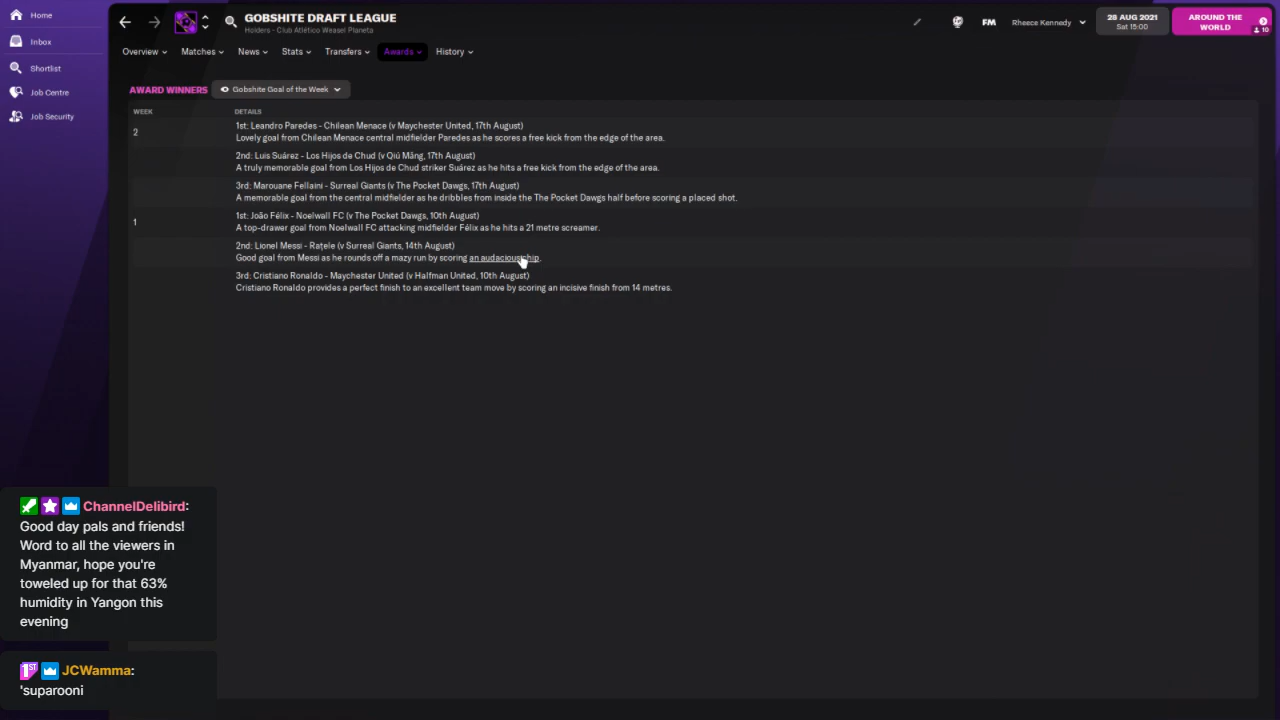 Home
Inbox
Shortlist
Job Centre
Job Security
GOBSHITE DRAFT LEAGUE
Holders - Club Atlético Weasel Planeta
FM
Rheece Kennedy
28 AUG 2021
Sat 15:00
AROUND THE
WORLD
10
Overview
Matches
News
Stats
Transfers
Awards
History
AWARD WINNERS
Gobshite Goal of the Week
WEEK
DETAILS
2
1st: Leandro Paredes - Chilean Menace (v Maychester United, 17th August)
Lovely goal from Chilean Menace central midfielder Paredes as he scores a free kick from the edge of the area.
2nd: Luis Suárez - Los Hijos de Chud (v Qiú Mäng, 17th August)
A truly memorable goal from Los Hijos de Chud striker Suárez as he hits a free kick from the edge of the area.
3rd: Marouane Fellaini - Surreal Giants (v The Pocket Dawgs, 17th August)
A memorable goal from the central midfielder as he dribbles from inside the The Pocket Dawgs half before scoring a placed shot.
1
1st: João Félix - Noelwall FC (v The Pocket Dawgs, 10th August)
A top-drawer goal from Noelwall FC attacking midfielder Félix as he hits a 21 metre screamer.
2nd: Lionel Messi - Rațele (v Surreal Giants, 14th August)
Good goal from Messi as he rounds off a mazy run by scoring an audacious chip.
3rd: Cristiano Ronaldo - Maychester United (v Halfman United, 10th August)
Cristiano Ronaldo provides a perfect finish to an excellent team move by scoring an incisive finish from 14 metres.
ChannelDelibird:
Good day pals and friends!
Word to all the viewers in
Myanmar, hope you're
toweled up for that 63%
humidity in Yangon this
evening
1ST
JCWamma:
'suparooni